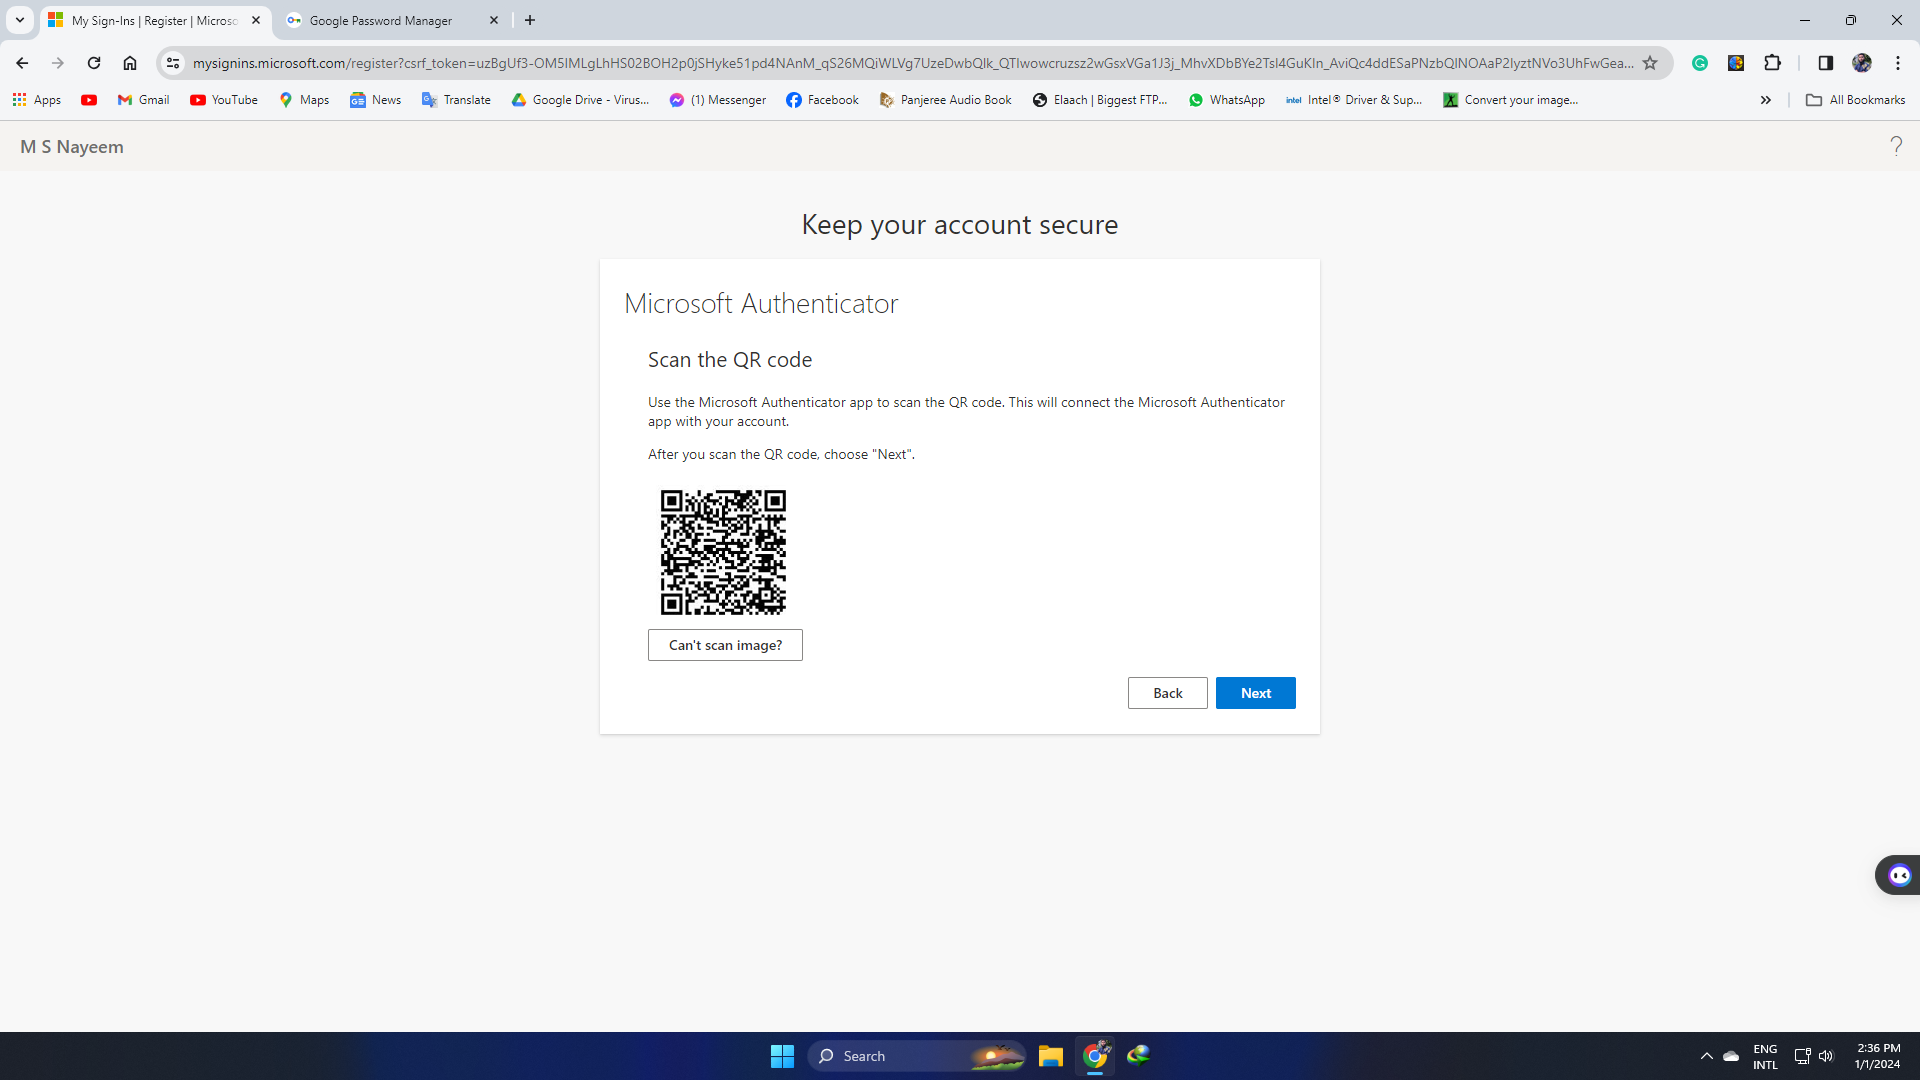 My Sign-Ins | Register | Microso
Google Password Manager
mysignins.microsoft.com/register?csrf_token=
Apps
Gmail
YouTube
Maps
News
Translate
Google Drive - Virus...
(1) Messenger
Facebook
Panjeree Audio Book
Elaach | Biggest FTP...
WhatsApp
intel
Intel® Driver & Sup...
Convert your image...
All Bookmarks
M S Nayeem
?
Keep your account secure
Microsoft Authenticator
Scan the QR code
Use the Microsoft Authenticator app to scan the QR code. This will connect the Microsoft Authenticator
app with your account.
After you scan the QR code, choose "Next".
Can't scan image?
Back
Next
Search
ENG
INTL
2:36 PM
1/1/2024